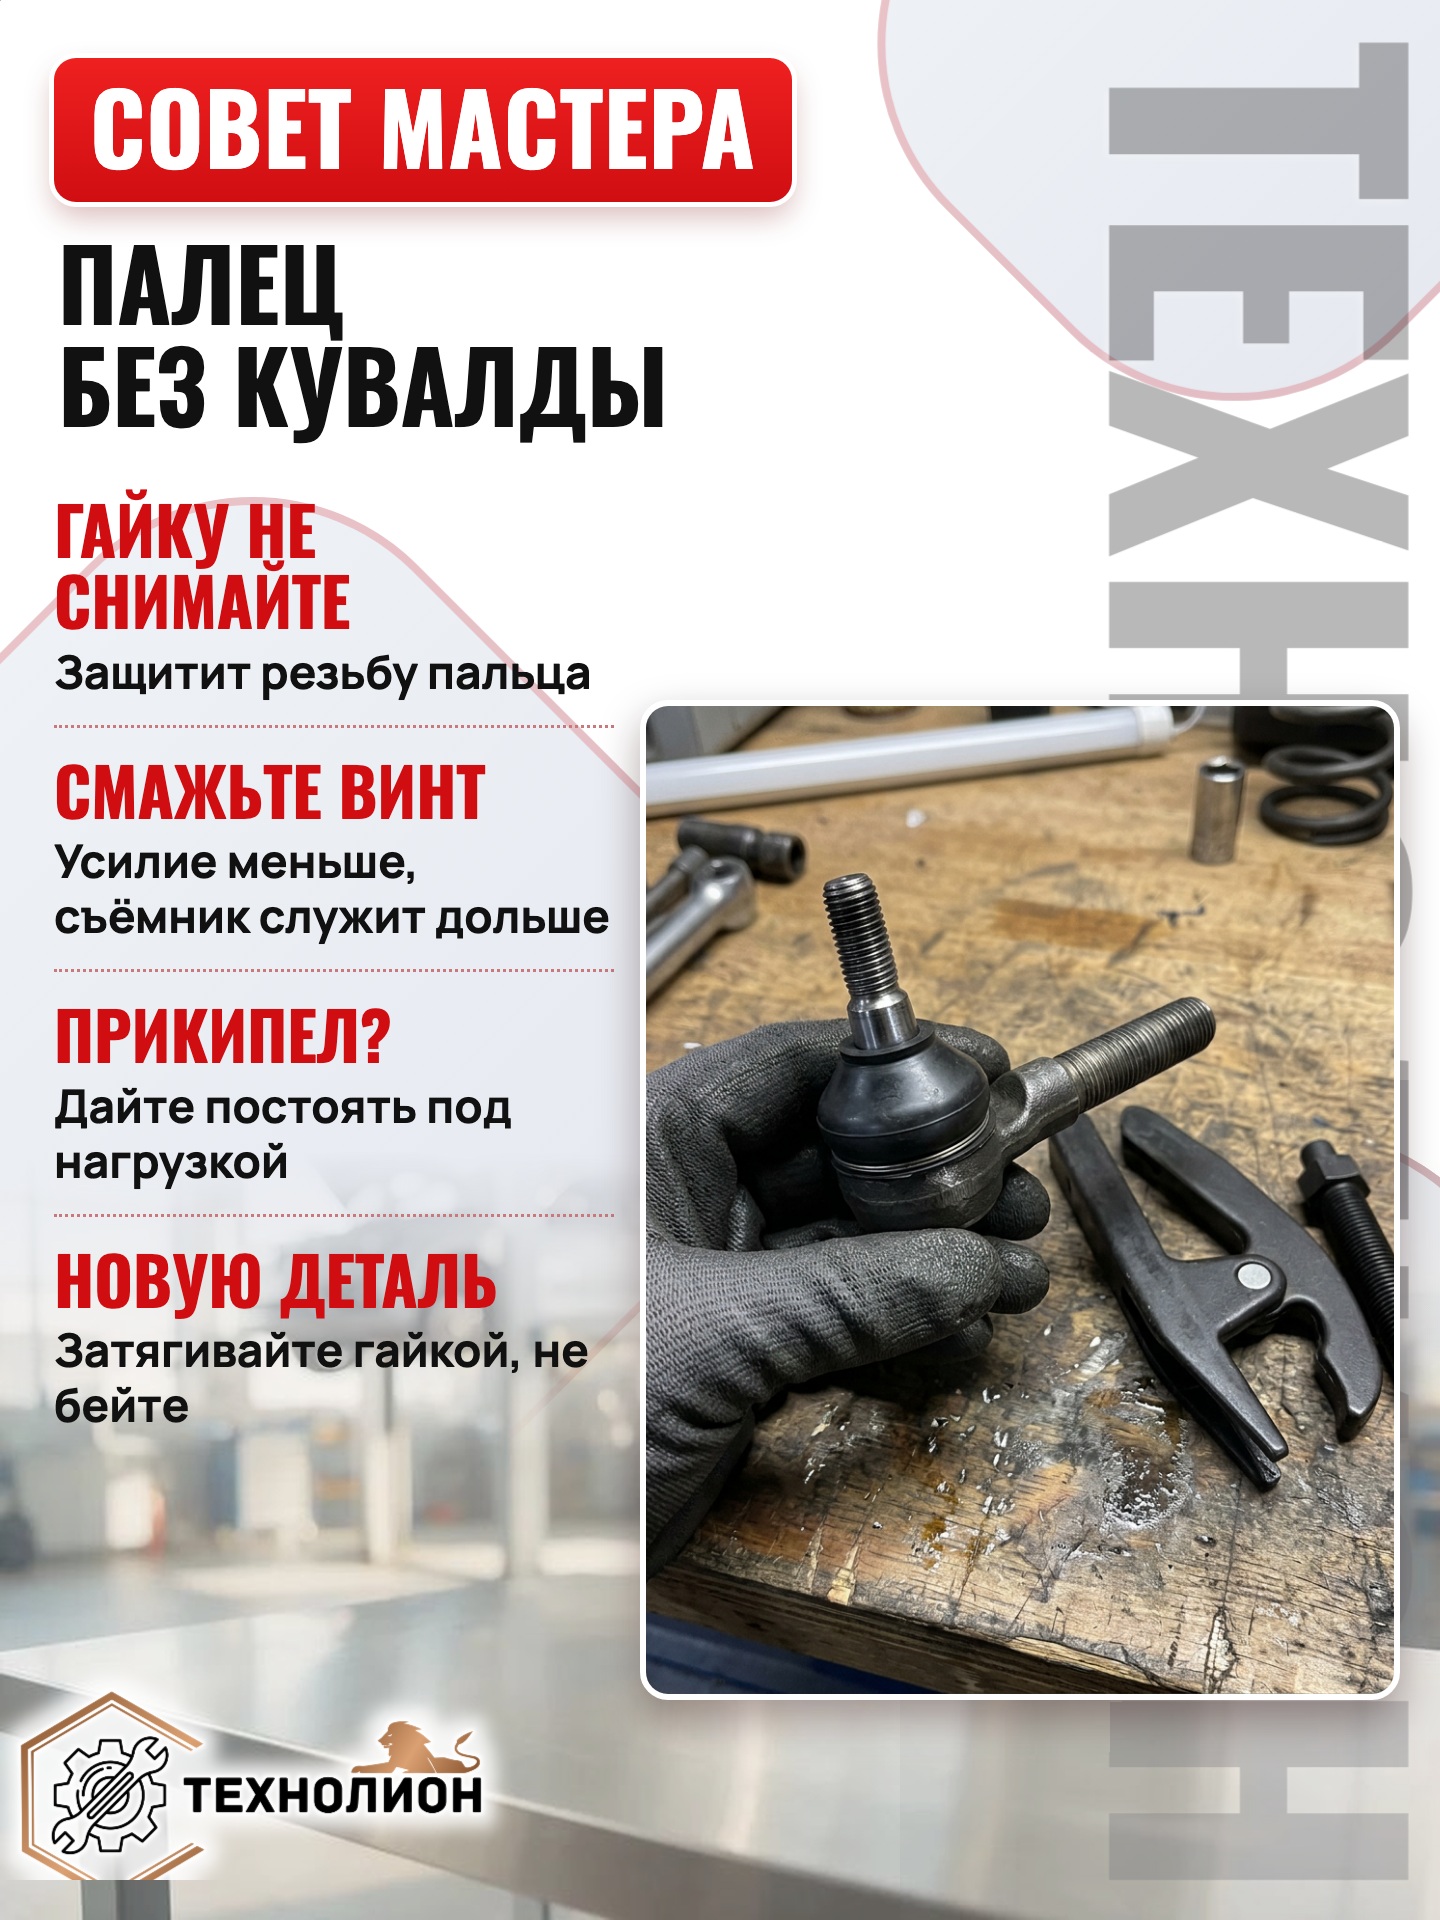 СОВЕТ МАСТЕРА
ПАЛЕЦ
БЕЗ КУВАЛДЫ
ГАЙКУ НЕ
СНИМАЙТЕ
Защитит резьбу пальца
СМАЖЬТЕ ВИНТ
Усилие меньше,
съёмник служит дольше
ПРИКИПЕЛ?
Дайте постоять под
нагрузкой
НОВУЮ ДЕТАЛЬ
Затягивайте гайкой, не
бейте
ТЕХНОЛИОН